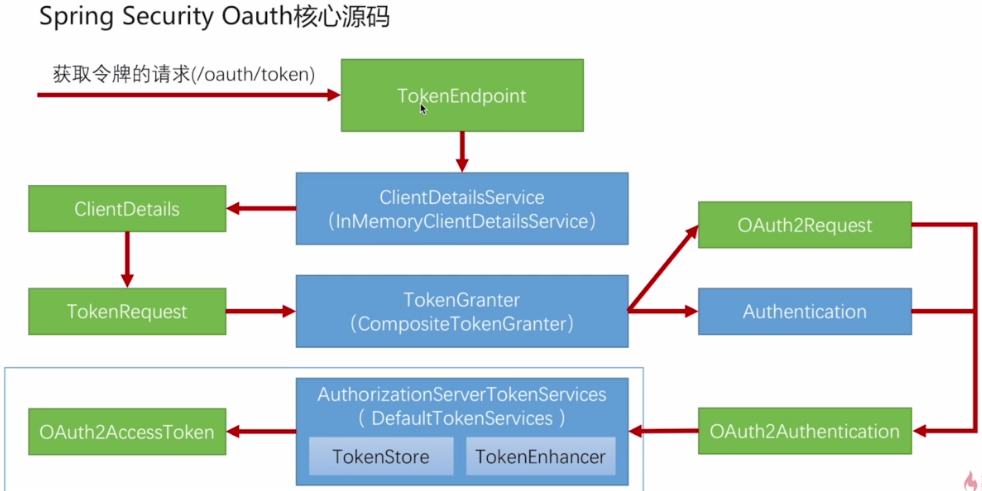 Spring Security Oauth核心源码
获取令牌的请求(/oauth/token)
TokenEndpoint
ClientDetailsService
（InMemoryClientDetailsService）
ClientDetails
OAuth2Request
TokenRequest
TokenGranter
（CompositeTokenGranter）
Authentication
AuthorizationServerTokenServices
（ DefaultTokenServices ）
TokenStore
TokenEnhancer
OAuth2AccessToken
OAuth2Authentication